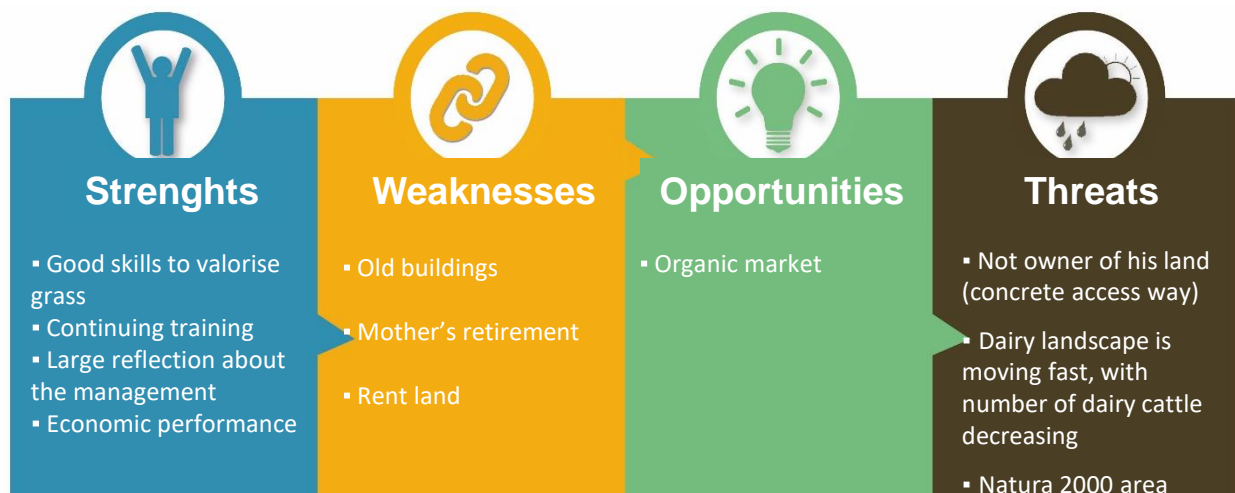 Strenghts
▪ Good skills to valorise
grass
▪ Continuing training
▪ Large reflection about
the management
▪ Economic performance
Weaknesses
▪ Old buildings
▪ Mother’s retirement
▪ Rent land
Opportunities
▪ Organic market
Threats
▪ Not owner of his land
(concrete access way)
▪ Dairy landscape is
moving fast, with
number of dairy cattle
decreasing
▪ Natura 2000 area